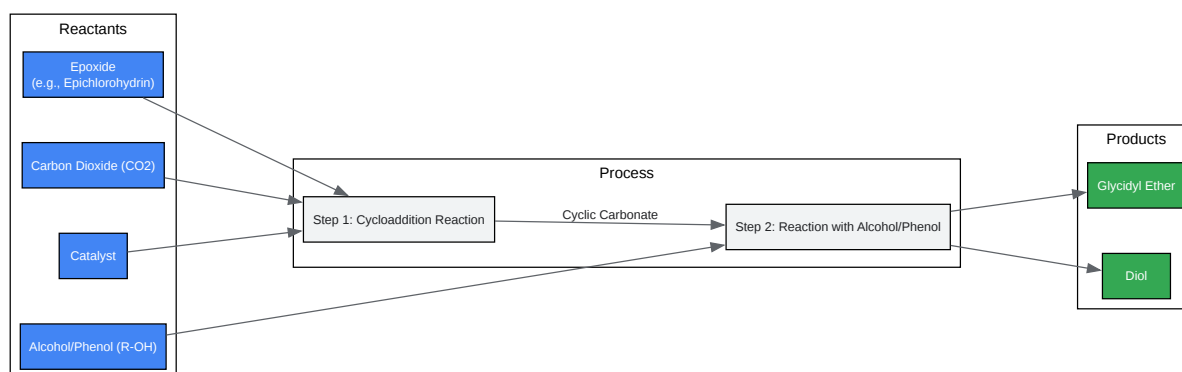 Reactants
Epoxide
(e.g., Epichlorohydrin)
Carbon Dioxide (CO2)
Catalyst
Alcohol/Phenol (R-OH)
Process
Step 1: Cycloaddition Reaction
Cyclic Carbonate
Step 2: Reaction with Alcohol/Phenol
Products
Glycidyl Ether
Diol